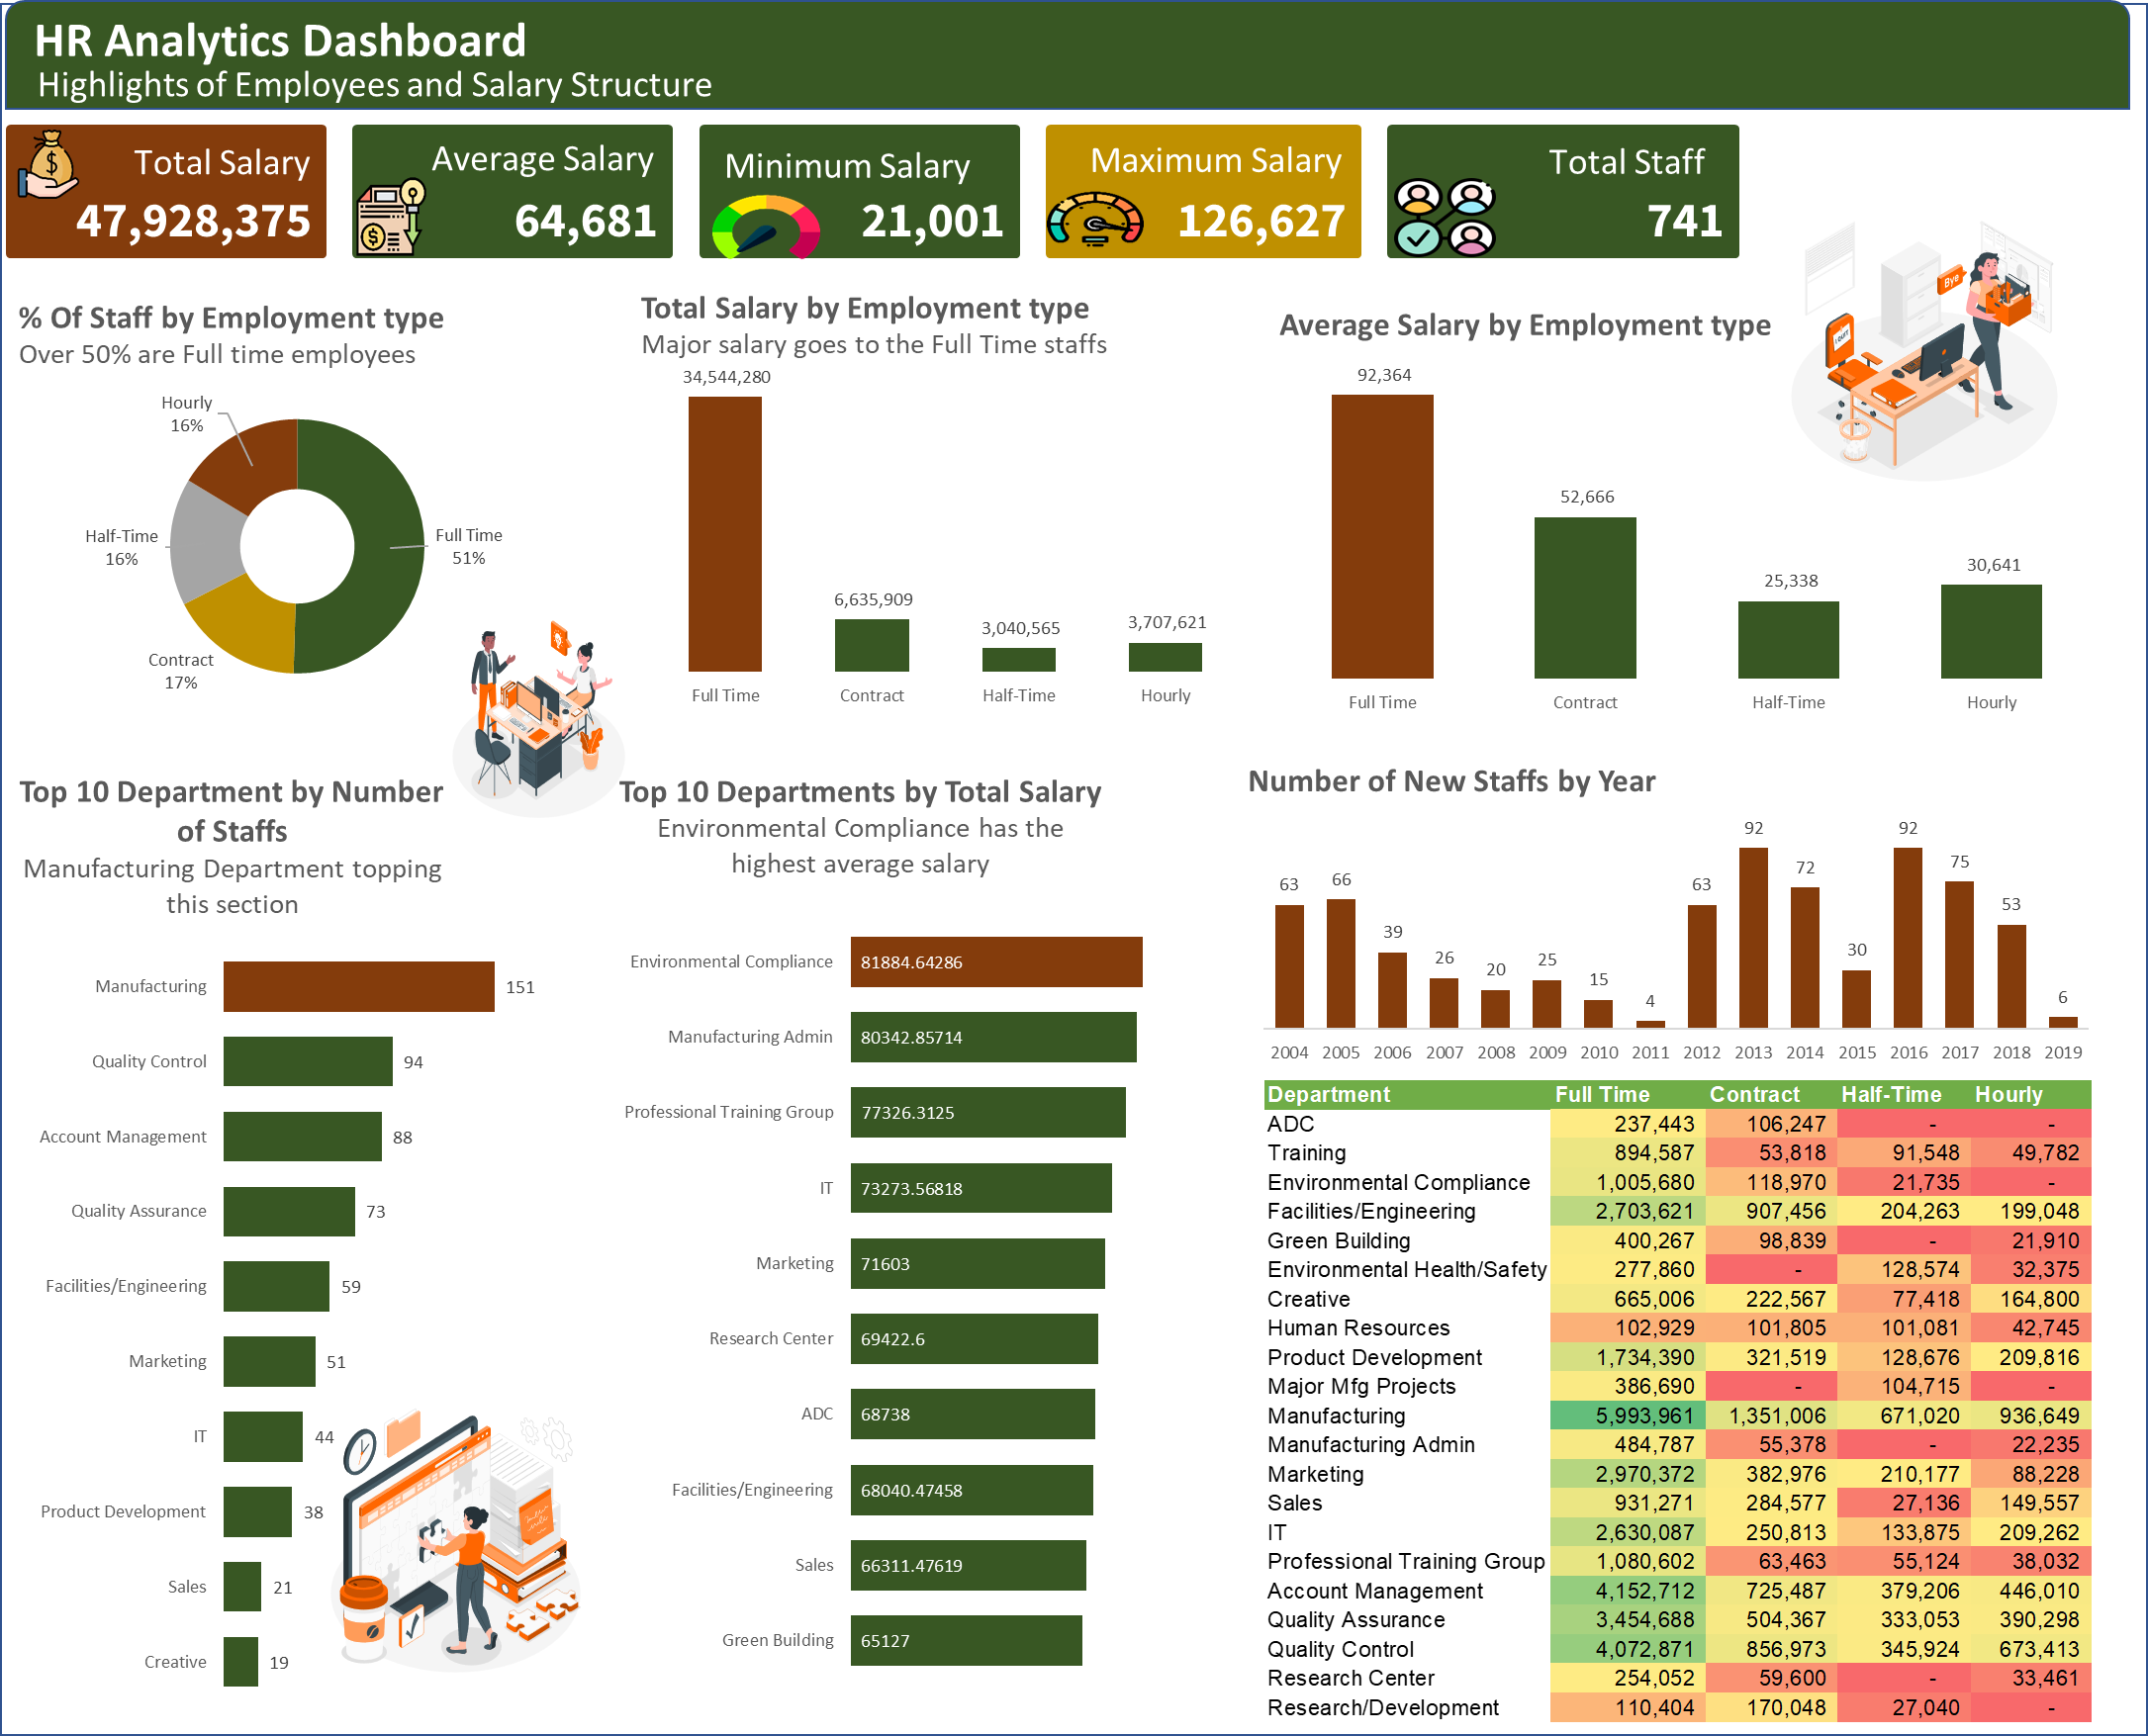 HR Analytics Dashboard
Highlights of Employees and Salary Structure
Total Salary
47,928,375
Average Salary
64,681
Minimum Salary
21,001
Maximum Salary
126,627
Total Staff
741
% Of Staff by Employment type
Over 50% are Full time employees
Hourly
16%
Half-Time
16%
Full Time
51%
Contract
17%
Total Salary by Employment type
Major salary goes to the Full Time staffs
34,544,280
6,635,909
3,040,565
3,707,621
Full Time
Contract
Half-Time
Hourly
Average Salary by Employment type
92,364
52,666
25,338
30,641
Full Time
Contract
Half-Time
Hourly
Bye
I QUIT
Top 10 Department by Number
of Staffs
Manufacturing Department topping
this section
Manufacturing 151
Quality Control 94
Account Management 88
Quality Assurance 73
Facilities/Engineering 59
Marketing 51
IT 44
Product Development 38
Sales 21
Creative 19
Top 10 Departments by Total Salary
Environmental Compliance has the
highest average salary
Environmental Compliance 81884.64286
Manufacturing Admin 80342.85714
Professional Training Group 77326.3125
IT 73273.56818
Marketing 71603
Research Center 69422.6
ADC 68738
Facilities/Engineering 68040.47458
Sales 66311.47619
Green Building 65127
Number of New Staffs by Year
63 66 39 26 20 25 15 4 63 92 72 30 92 75 53 6
2004 2005 2006 2007 2008 2009 2010 2011 2012 2013 2014 2015 2016 2017 2018 2019
Department Full Time Contract Half-Time Hourly
ADC 237,443 106,247 - -
Training 894,587 53,818 91,548 49,782
Environmental Compliance 1,005,680 118,970 21,735 -
Facilities/Engineering 2,703,621 907,456 204,263 199,048
Green Building 400,267 98,839 - 21,910
Environmental Health/Safety 277,860 - 128,574 32,375
Creative 665,006 222,567 77,418 164,800
Human Resources 102,929 101,805 101,081 42,745
Product Development 1,734,390 321,519 128,676 209,816
Major Mfg Projects 386,690 - 104,715 -
Manufacturing 5,993,961 1,351,006 671,020 936,649
Manufacturing Admin 484,787 55,378 - 22,235
Marketing 2,970,372 382,976 210,177 88,228
Sales 931,271 284,577 27,136 149,557
IT 2,630,087 250,813 133,875 209,262
Professional Training Group 1,080,602 63,463 55,124 38,032
Account Management 4,152,712 725,487 379,206 446,010
Quality Assurance 3,454,688 504,367 333,053 390,298
Quality Control 4,072,871 856,973 345,924 673,413
Research Center 254,052 59,600 - 33,461
Research/Development 110,404 170,048 27,040 -